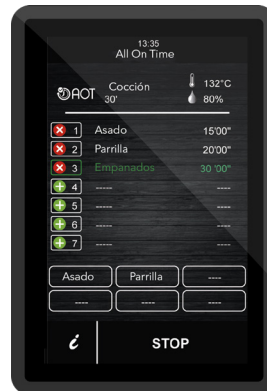 13:35
All On Time
AOT Cocción 132°C
30' 80%
1 Asado 15'00"
2 Parrilla 20'00"
3 Empanados 30 '00"
4 -----
5 -----
6 -----
7 -----
Asado Parrilla ----
---- ---- ----
i STOP